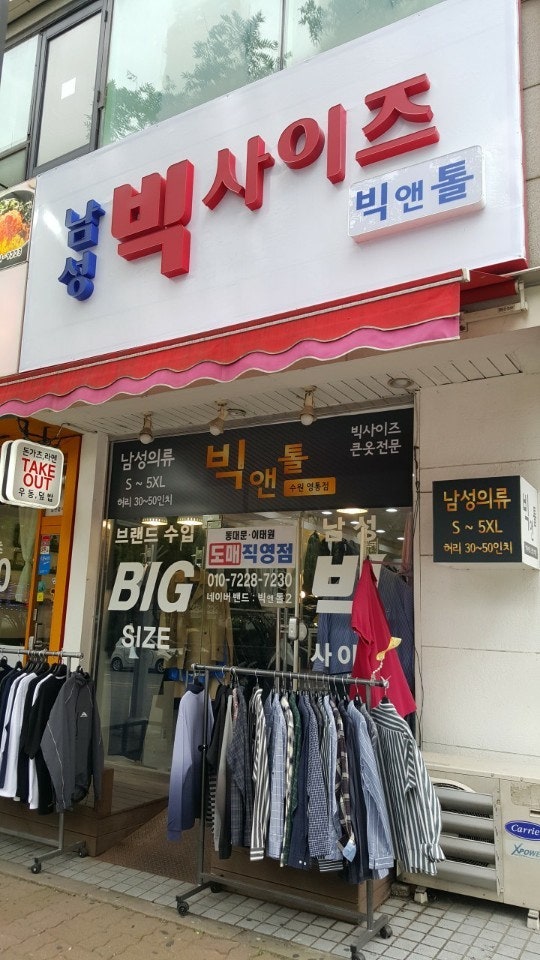 남성 빅사이즈
빅앤톨
남성의류
S ~ 5XL
허리 30~50인치
빅앤톨
수원 영통점
빅사이즈
큰옷전문
돈가츠,라멘
TAKE
OUT
우동,덮밥
브랜드 수입
BIG
SIZE
동대문·이태원
도매직영점
010-7228-7230
네이버밴드 : 빅앤톨2
남성
빅
사이
남성의류
S ~ 5XL
허리 30~50인치
Carrier
XPOWER